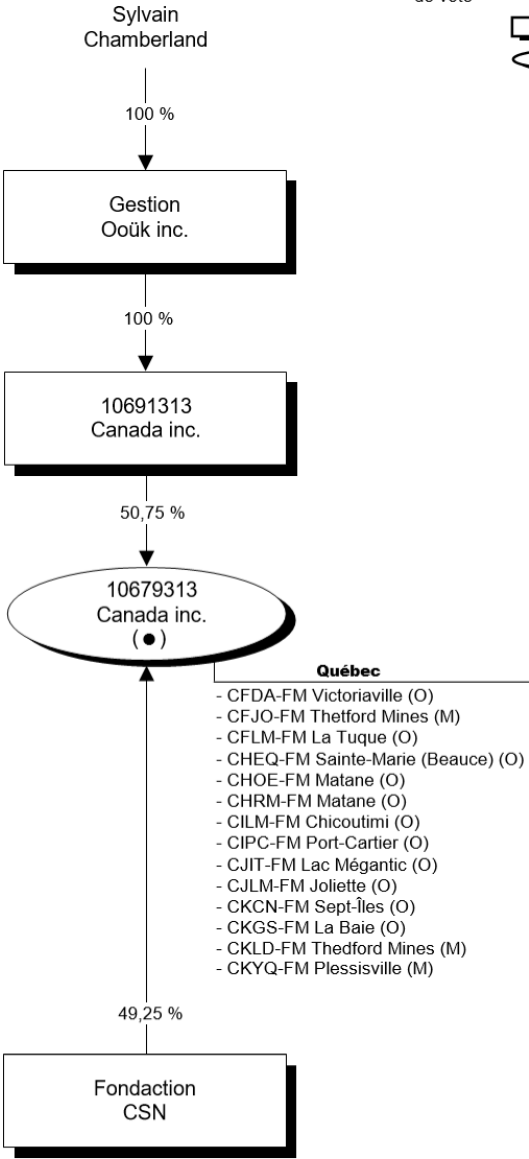 Sylvain
Chamberland
100 %
Gestion
Ooük inc.
100 %
10691313
Canada inc.
50,75 %
10679313
Canada inc.
(●)
Québec
- CFDA-FM Victoriaville (O)
- CFJO-FM Thetford Mines (M)
- CFLM-FM La Tuque (O)
- CHEQ-FM Sainte-Marie (Beauce) (O)
- CHOE-FM Matane (O)
- CHRM-FM Matane (O)
- CILM-FM Chicoutimi (O)
- CIPC-FM Port-Cartier (O)
- CJIT-FM Lac Mégantic (O)
- CJLM-FM Joliette (O)
- CKCN-FM Sept-Îles (O)
- CKGS-FM La Baie (O)
- CKLD-FM Thedford Mines (M)
- CKYQ-FM Plessisville (M)
49,25 %
Fondaction
CSN